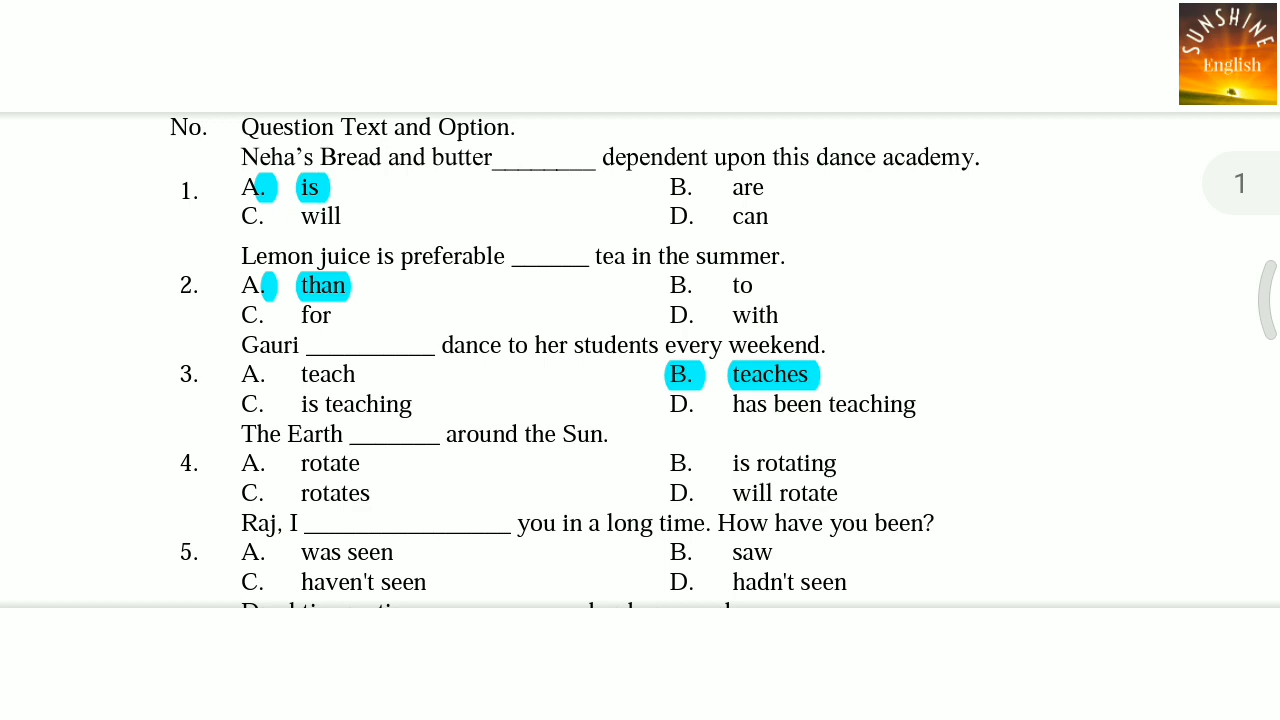 SUNSHINE
English
No. Question Text and Option.
Neha’s Bread and butter________ dependent upon this dance academy.
1. A. is B. are
C. will D. can
Lemon juice is preferable ______ tea in the summer.
2. A. than B. to
C. for D. with
Gauri __________ dance to her students every weekend.
3. A. teach B. teaches
C. is teaching D. has been teaching
The Earth _______ around the Sun.
4. A. rotate B. is rotating
C. rotates D. will rotate
Raj, I ________________ you in a long time. How have you been?
5. A. was seen B. saw
C. haven't seen D. hadn't seen
1